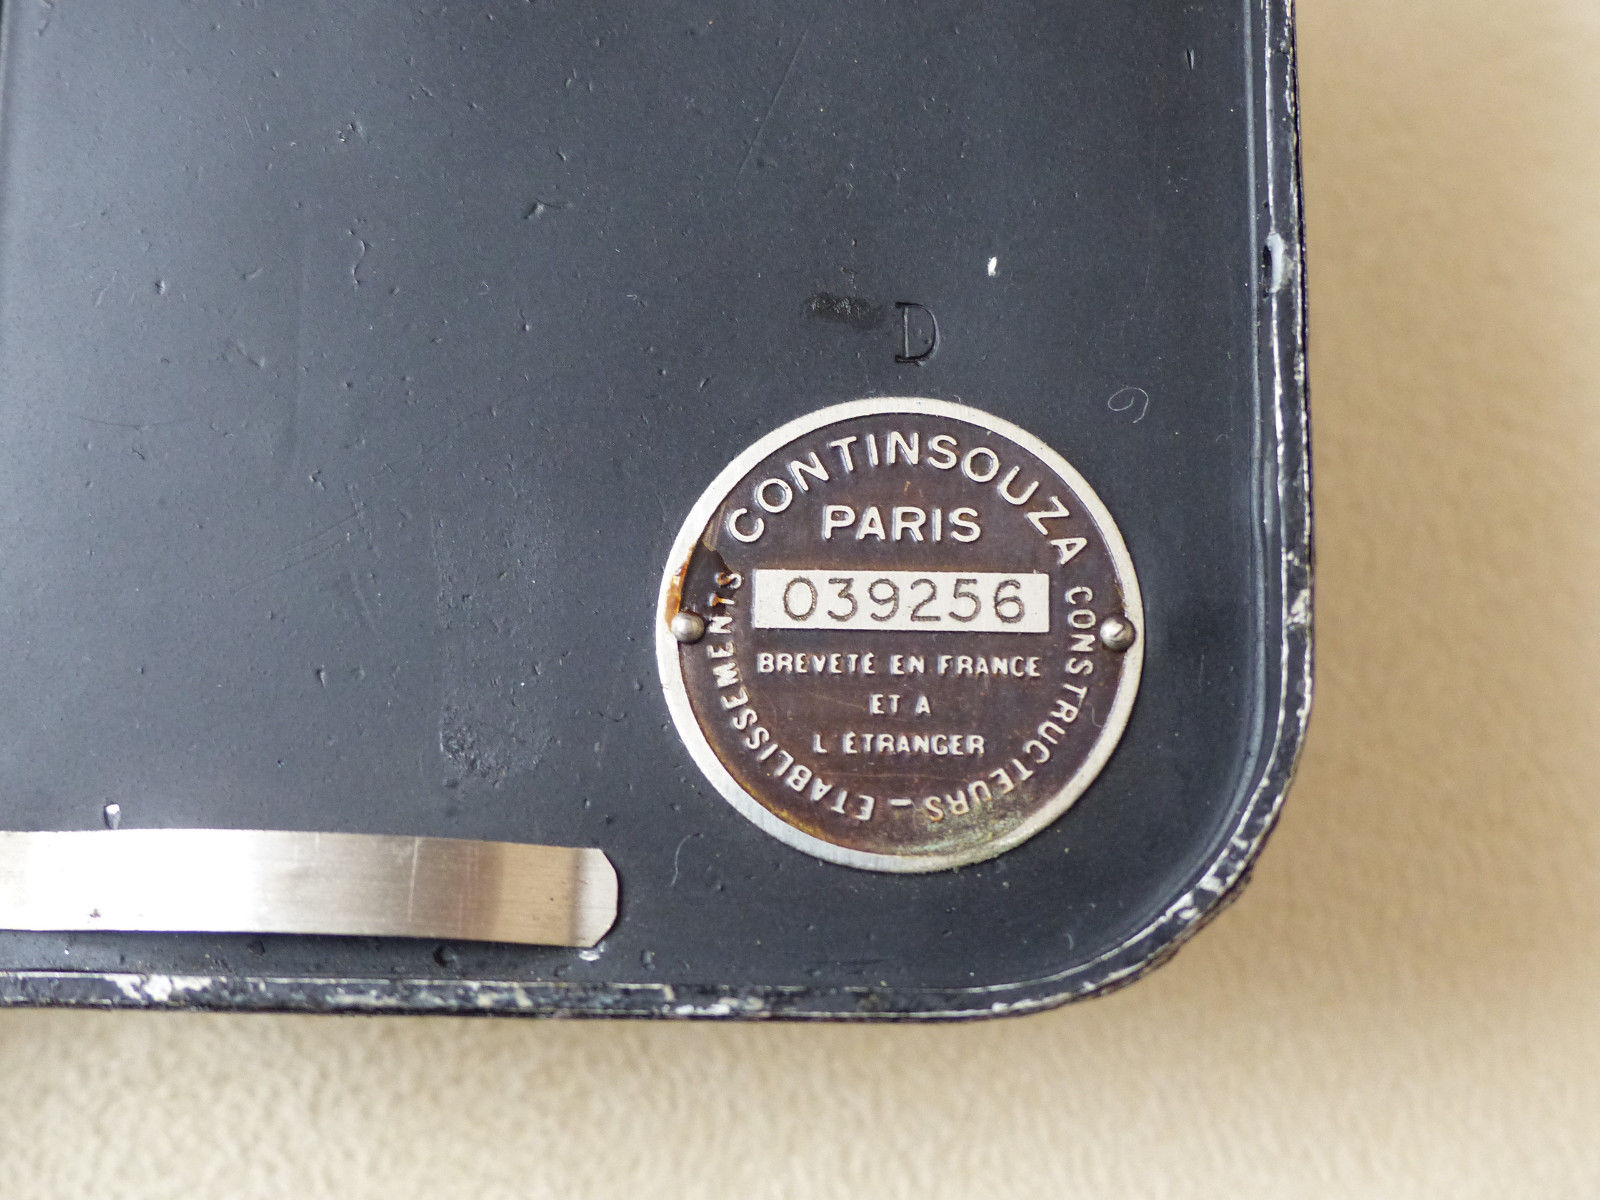 D
ETABLISSEMENTS CONTINSOUZA CONSTRUCTEURS –
PARIS
039256
BREVETÉ EN FRANCE
ET A
L'ÉTRANGER